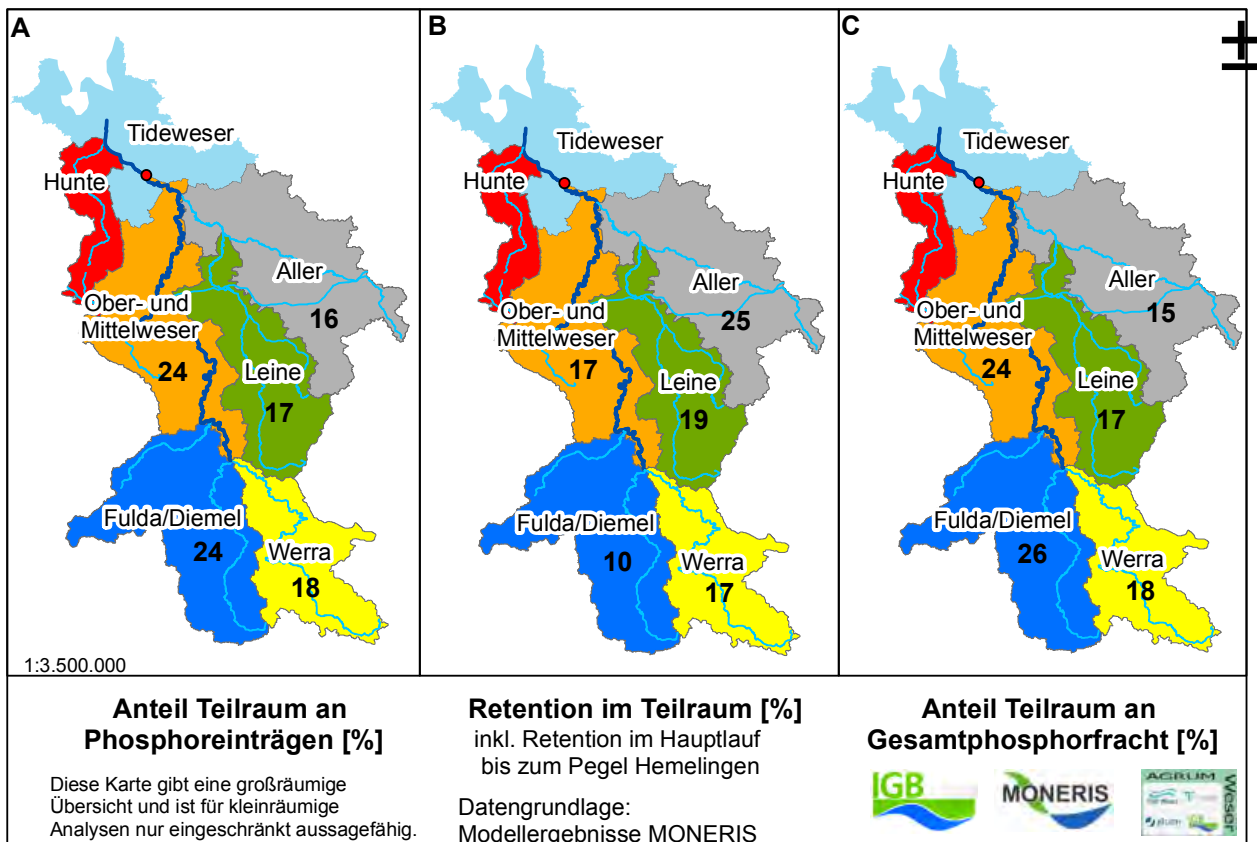 A
Tideweser
Hunte
Aller
Ober- und
Mittelweser
16
24
Leine
17
Fulda/Diemel
24
Werra
18
1:3.500.000
B
Tideweser
Hunte
Aller
Ober- und
Mittelweser
25
17
Leine
19
Fulda/Diemel
10
Werra
17
C
Tideweser
Hunte
Aller
Ober- und
Mittelweser
15
24
Leine
17
Fulda/Diemel
26
Werra
18
Anteil Teilraum an
Phosphoreinträgen [%]
Diese Karte gibt eine großräumige
Übersicht und ist für kleinräumige
Analysen nur eingeschränkt aussagefähig.
Retention im Teilraum [%]
inkl. Retention im Hauptlauf
bis zum Pegel Hemelingen
Datengrundlage:
Modellergebnisse MONERIS
Anteil Teilraum an
Gesamtphosphorfracht [%]
IGB
MONERIS
AGRUM
Weser